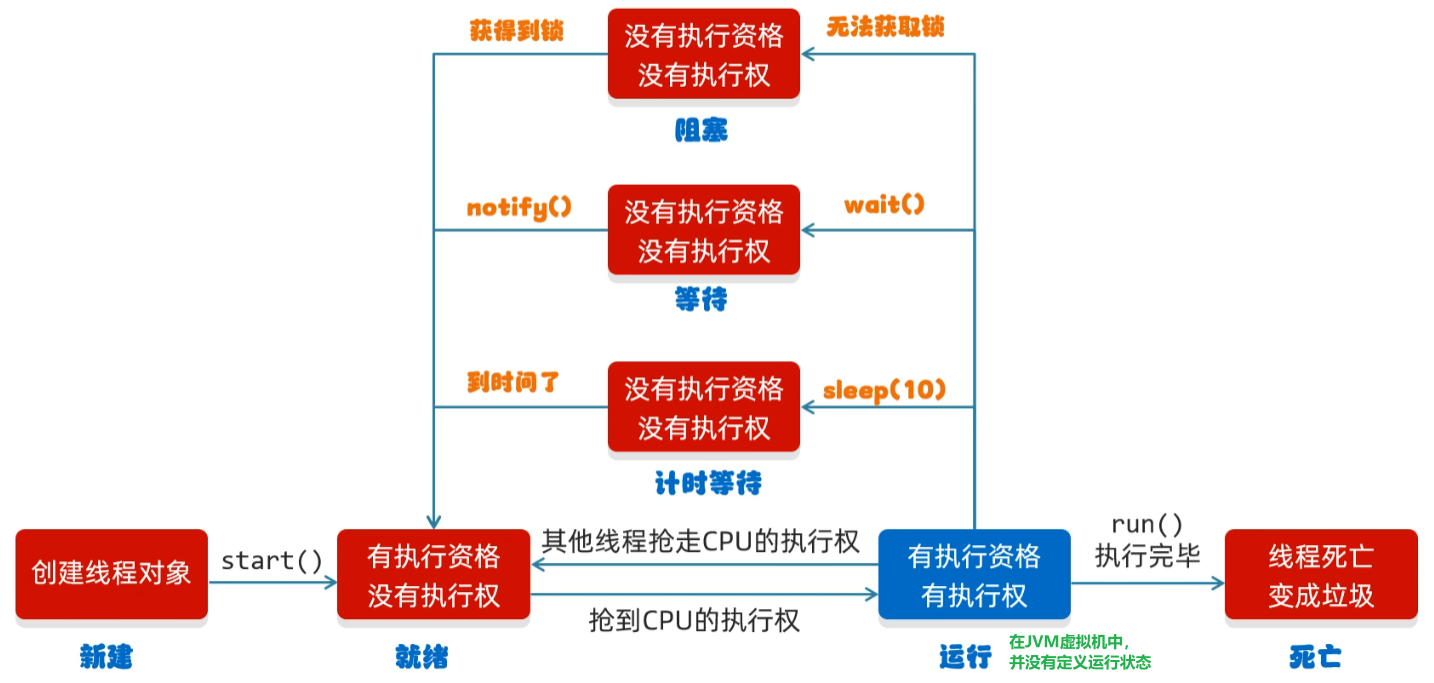 获得到锁
没有执行资格
没有执行权
无法获取锁
阻塞
notify()
没有执行资格
没有执行权
wait()
等待
到时间了
没有执行资格
没有执行权
sleep(10)
计时等待
创建线程对象
新建
start()
有执行资格
没有执行权
就绪
其他线程抢走CPU的执行权
抢到CPU的执行权
有执行资格
有执行权
运行
在JVM虚拟机中,
并没有定义运行状态
run()
执行完毕
线程死亡
变成垃圾
死亡